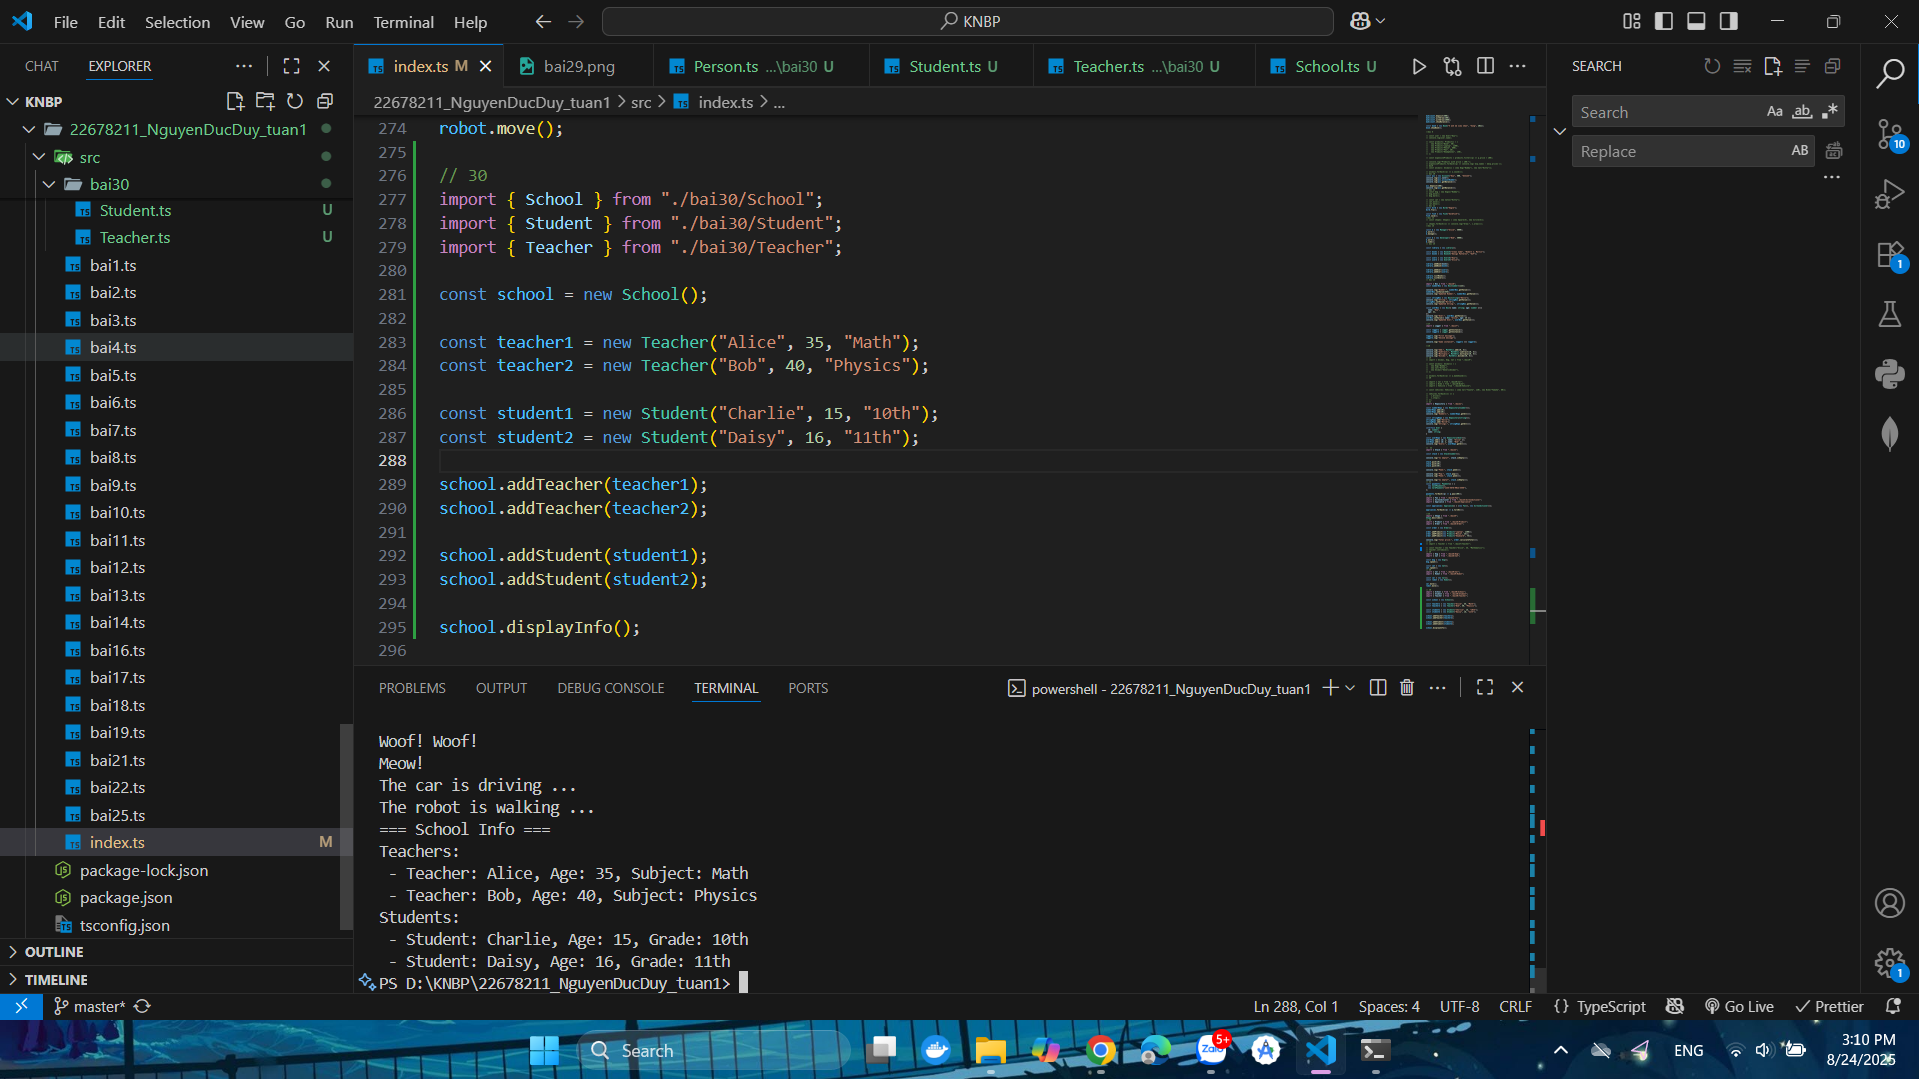 File Edit Selection View Go Run Terminal Help
KNBP
CHAT EXPLORER
index.ts M
bai29.png
Person.ts ...\bai30 U
Student.ts U
Teacher.ts ...\bai30 U
School.ts U
SEARCH
KNBP
22678211_NguyenDucDuy_tuan1
src
bai30
Student.ts U
Teacher.ts U
bai1.ts
bai2.ts
bai3.ts
bai4.ts
bai5.ts
bai6.ts
bai7.ts
bai8.ts
bai9.ts
bai10.ts
bai11.ts
bai12.ts
bai13.ts
bai14.ts
bai16.ts
bai17.ts
bai18.ts
bai19.ts
bai21.ts
bai22.ts
bai25.ts
index.ts M
package-lock.json
package.json
tsconfig.json
OUTLINE
TIMELINE
22678211_NguyenDucDuy_tuan1 > src > index.ts > ...
274 robot.move();
275
276 // 30
277 import { School } from "./bai30/School";
278 import { Student } from "./bai30/Student";
279 import { Teacher } from "./bai30/Teacher";
280
281 const school = new School();
282
283 const teacher1 = new Teacher("Alice", 35, "Math");
284 const teacher2 = new Teacher("Bob", 40, "Physics");
285
286 const student1 = new Student("Charlie", 15, "10th");
287 const student2 = new Student("Daisy", 16, "11th");
288
289 school.addTeacher(teacher1);
290 school.addTeacher(teacher2);
291
292 school.addStudent(student1);
293 school.addStudent(student2);
294
295 school.displayInfo();
296
Search Aa ab
Replace AB
10
1
1
PROBLEMS OUTPUT DEBUG CONSOLE TERMINAL PORTS
powershell - 22678211_NguyenDucDuy_tuan1
Woof! Woof!
Meow!
The car is driving ...
The robot is walking ...
=== School Info ===
Teachers:
- Teacher: Alice, Age: 35, Subject: Math
- Teacher: Bob, Age: 40, Subject: Physics
Students:
- Student: Charlie, Age: 15, Grade: 10th
- Student: Daisy, Age: 16, Grade: 11th
PS D:\KNBP\22678211_NguyenDucDuy_tuan1>
master*
Ln 288, Col 1 Spaces: 4 UTF-8 CRLF {} TypeScript Go Live Prettier
Search
Zalo 5+
ENG
3:10 PM
8/24/2025